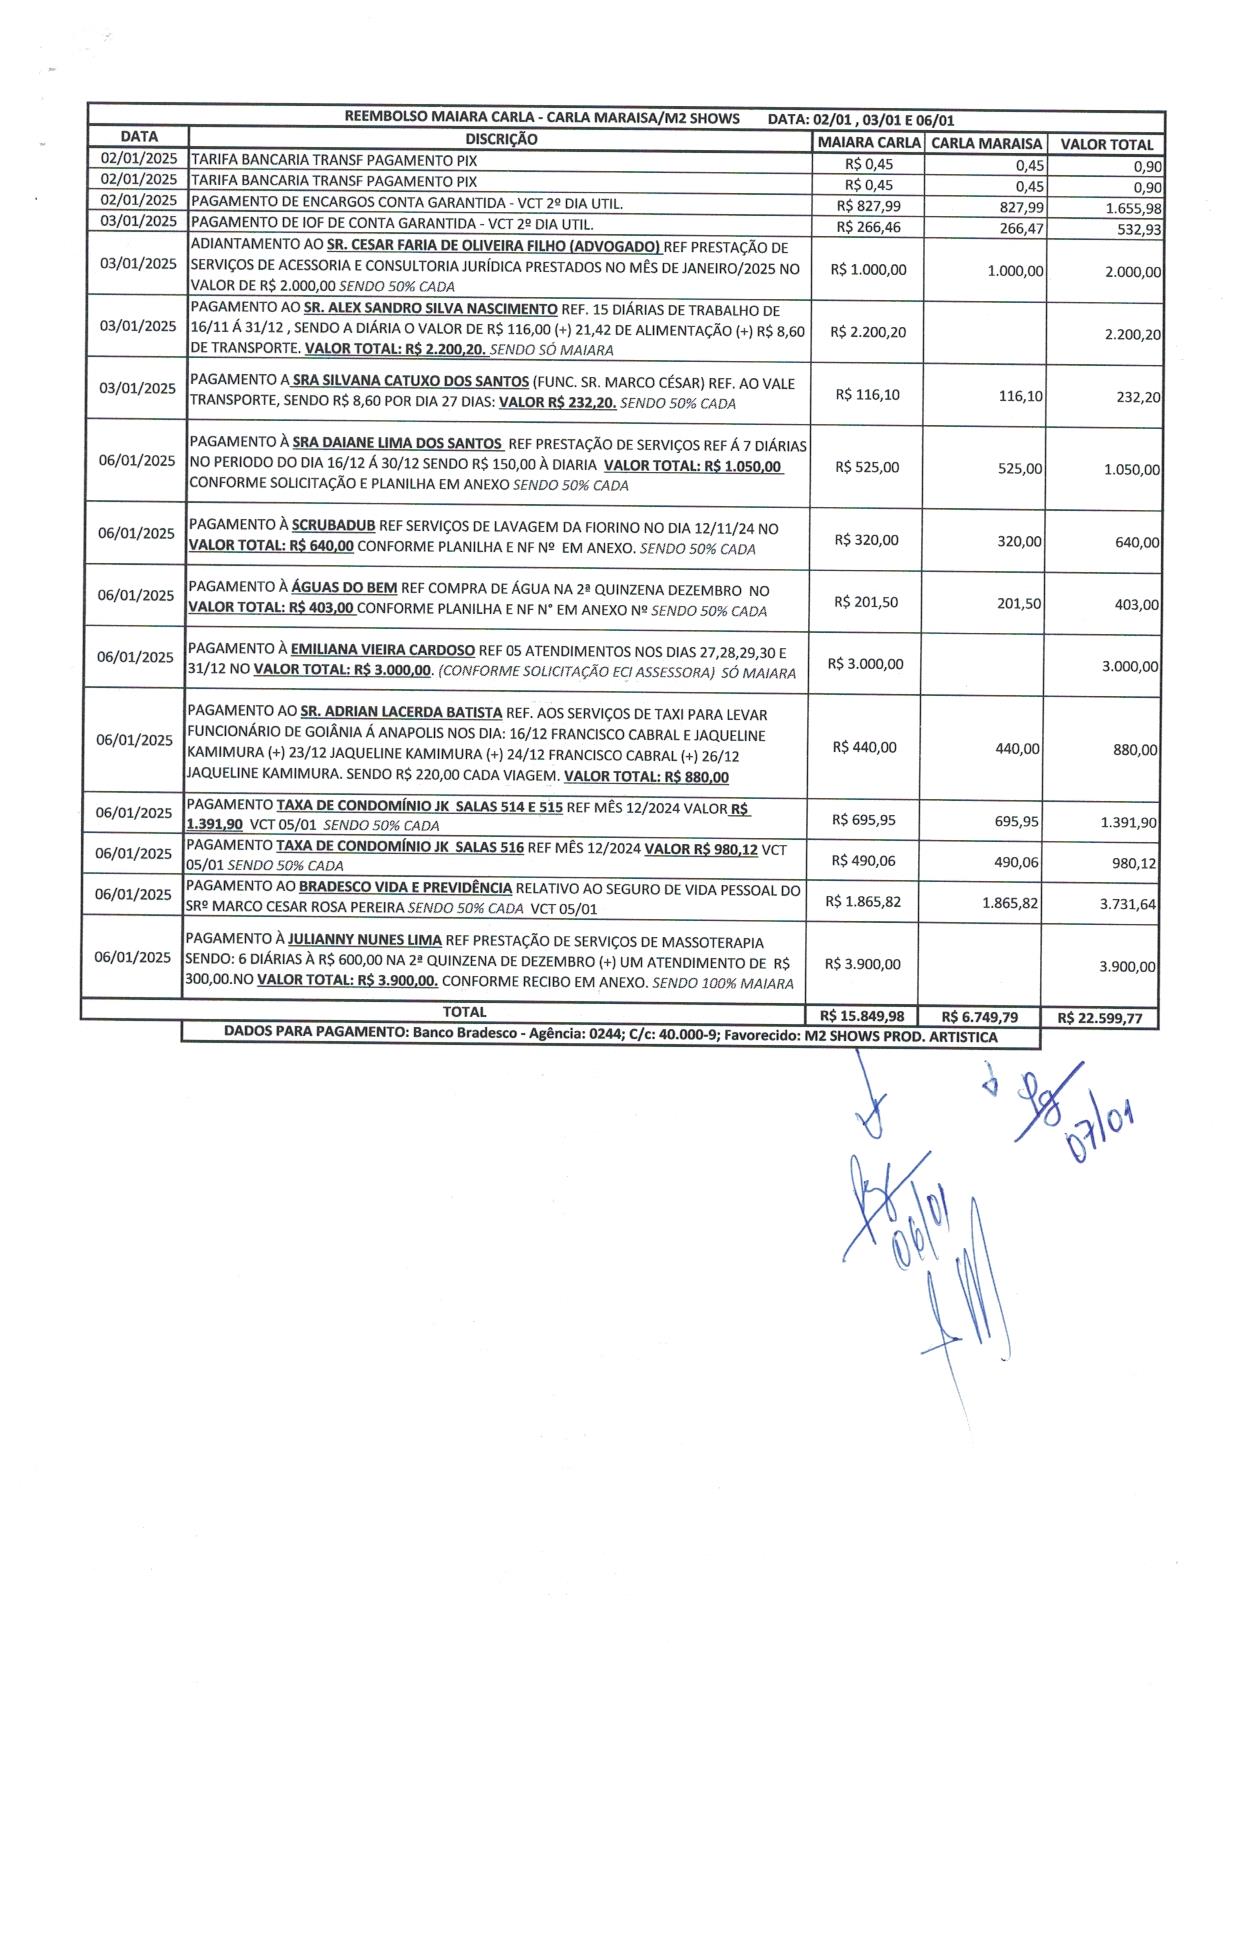 REEMBOLSO MAIARA CARLA - CARLA MARAISA/M2 SHOWS DATA: 02/01 , 03/01 E 06/01
DATA DISCRIÇÃO MAIARA CARLA CARLA MARAISA VALOR TOTAL
02/01/2025 TARIFA BANCARIA TRANSF PAGAMENTO PIX R$ 0,45 0,45 0,90
02/01/2025 TARIFA BANCARIA TRANSF PAGAMENTO PIX R$ 0,45 0,45 0,90
02/01/2025 PAGAMENTO DE ENCARGOS CONTA GARANTIDA - VCT 2º DIA UTIL. R$ 827,99 827,99 1.655,98
03/01/2025 PAGAMENTO DE IOF DE CONTA GARANTIDA - VCT 2º DIA UTIL. R$ 266,46 266,47 532,93
ADIANTAMENTO AO SR. CESAR FARIA DE OLIVEIRA FILHO (ADVOGADO) REF PRESTAÇÃO DE
03/01/2025 SERVIÇOS DE ACESSORIA E CONSULTORIA JURÍDICA PRESTADOS NO MÊS DE JANEIRO/2025 NO R$ 1.000,00 1.000,00 2.000,00
VALOR DE R$ 2.000,00 SENDO 50% CADA
PAGAMENTO AO SR. ALEX SANDRO SILVA NASCIMENTO REF. 15 DIÁRIAS DE TRABALHO DE
03/01/2025 16/11 Á 31/12 , SENDO A DIÁRIA O VALOR DE R$ 116,00 (+) 21,42 DE ALIMENTAÇÃO (+) R$ 8,60 R$ 2.200,20 2.200,20
DE TRANSPORTE. VALOR TOTAL: R$ 2.200,20. SENDO SÓ MAIARA
03/01/2025 PAGAMENTO A SRA SILVANA CATUXO DOS SANTOS (FUNC. SR. MARCO CÉSAR) REF. AO VALE R$ 116,10 116,10 232,20
TRANSPORTE, SENDO R$ 8,60 POR DIA 27 DIAS: VALOR R$ 232,20. SENDO 50% CADA
PAGAMENTO À SRA DAIANE LIMA DOS SANTOS REF PRESTAÇÃO DE SERVIÇOS REF Á 7 DIÁRIAS
06/01/2025 NO PERIODO DO DIA 16/12 Á 30/12 SENDO R$ 150,00 À DIARIA VALOR TOTAL: R$ 1.050,00 R$ 525,00 525,00 1.050,00
CONFORME SOLICITAÇÃO E PLANILHA EM ANEXO SENDO 50% CADA
06/01/2025 PAGAMENTO À SCRUBADUB REF SERVIÇOS DE LAVAGEM DA FIORINO NO DIA 12/11/24 NO R$ 320,00 320,00 640,00
VALOR TOTAL: R$ 640,00 CONFORME PLANILHA E NF Nº EM ANEXO. SENDO 50% CADA
06/01/2025 PAGAMENTO À ÁGUAS DO BEM REF COMPRA DE ÁGUA NA 2ª QUINZENA DEZEMBRO NO R$ 201,50 201,50 403,00
VALOR TOTAL: R$ 403,00 CONFORME PLANILHA E NF N° EM ANEXO Nº SENDO 50% CADA
06/01/2025 PAGAMENTO À EMILIANA VIEIRA CARDOSO REF 05 ATENDIMENTOS NOS DIAS 27,28,29,30 E R$ 3.000,00 3.000,00
31/12 NO VALOR TOTAL: R$ 3.000,00. (CONFORME SOLICITAÇÃO ECI ASSESSORA) SÓ MAIARA
PAGAMENTO AO SR. ADRIAN LACERDA BATISTA REF. AOS SERVIÇOS DE TAXI PARA LEVAR
FUNCIONÁRIO DE GOIÂNIA Á ANAPOLIS NOS DIA: 16/12 FRANCISCO CABRAL E JAQUELINE
06/01/2025 KAMIMURA (+) 23/12 JAQUELINE KAMIMURA (+) 24/12 FRANCISCO CABRAL (+) 26/12 R$ 440,00 440,00 880,00
JAQUELINE KAMIMURA. SENDO R$ 220,00 CADA VIAGEM. VALOR TOTAL: R$ 880,00
06/01/2025 PAGAMENTO TAXA DE CONDOMÍNIO JK SALAS 514 E 515 REF MÊS 12/2024 VALOR R$ R$ 695,95 695,95 1.391,90
1.391,90 VCT 05/01 SENDO 50% CADA
06/01/2025 PAGAMENTO TAXA DE CONDOMÍNIO JK SALAS 516 REF MÊS 12/2024 VALOR R$ 980,12 VCT R$ 490,06 490,06 980,12
05/01 SENDO 50% CADA
06/01/2025 PAGAMENTO AO BRADESCO VIDA E PREVIDÊNCIA RELATIVO AO SEGURO DE VIDA PESSOAL DO R$ 1.865,82 1.865,82 3.731,64
SRº MARCO CESAR ROSA PEREIRA SENDO 50% CADA VCT 05/01
PAGAMENTO À JULIANNY NUNES LIMA REF PRESTAÇÃO DE SERVIÇOS DE MASSOTERAPIA
06/01/2025 SENDO: 6 DIÁRIAS À R$ 600,00 NA 2ª QUINZENA DE DEZEMBRO (+) UM ATENDIMENTO DE R$ R$ 3.900,00 3.900,00
300,00.NO VALOR TOTAL: R$ 3.900,00. CONFORME RECIBO EM ANEXO. SENDO 100% MAIARA
TOTAL R$ 15.849,98 R$ 6.749,79 R$ 22.599,77
DADOS PARA PAGAMENTO: Banco Bradesco - Agência: 0244; C/c: 40.000-9; Favorecido: M2 SHOWS PROD. ARTISTICA
Pg
07/01
Pg
06/01